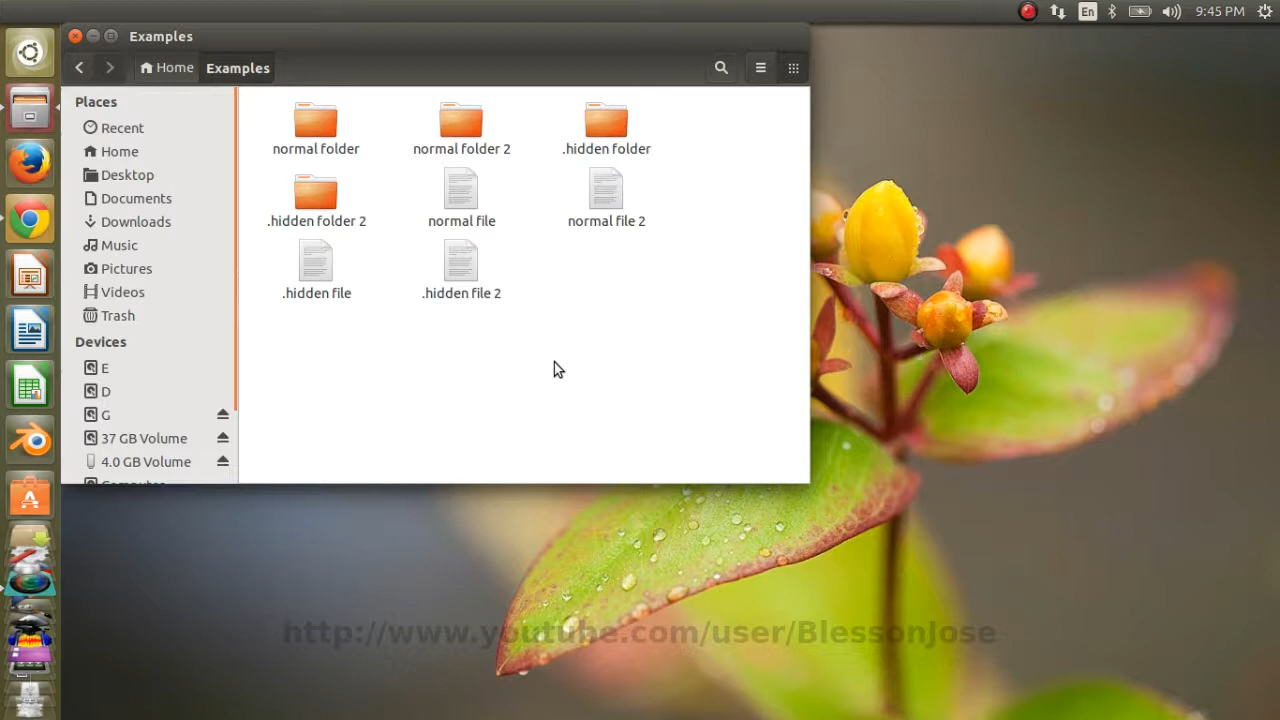 En
9:45 PM
Examples
Home
Examples
Places
Recent
Home
Desktop
Documents
Downloads
Music
Pictures
Videos
Trash
Devices
E
D
G
37 GB Volume
4.0 GB Volume
Computer
normal folder
normal folder 2
.hidden folder
.hidden folder 2
normal file
normal file 2
.hidden file
.hidden file 2
http://www.youtube.com/user/BlessonJose